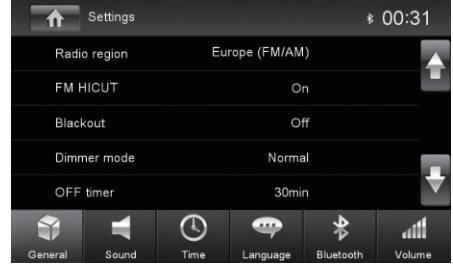 Settings 00:31
Radio region Europe (FM/AM)
FM HICUT On
Blackout Off
Dimmer mode Normal
OFF timer 30min
General Sound Time Language Bluetooth Volume